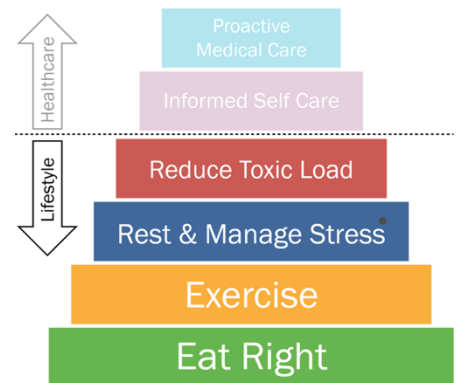 Proactive
Medical Care
Healthcare
Informed Self Care
Reduce Toxic Load
Lifestyle
Rest & Manage Stress
Exercise
Eat Right